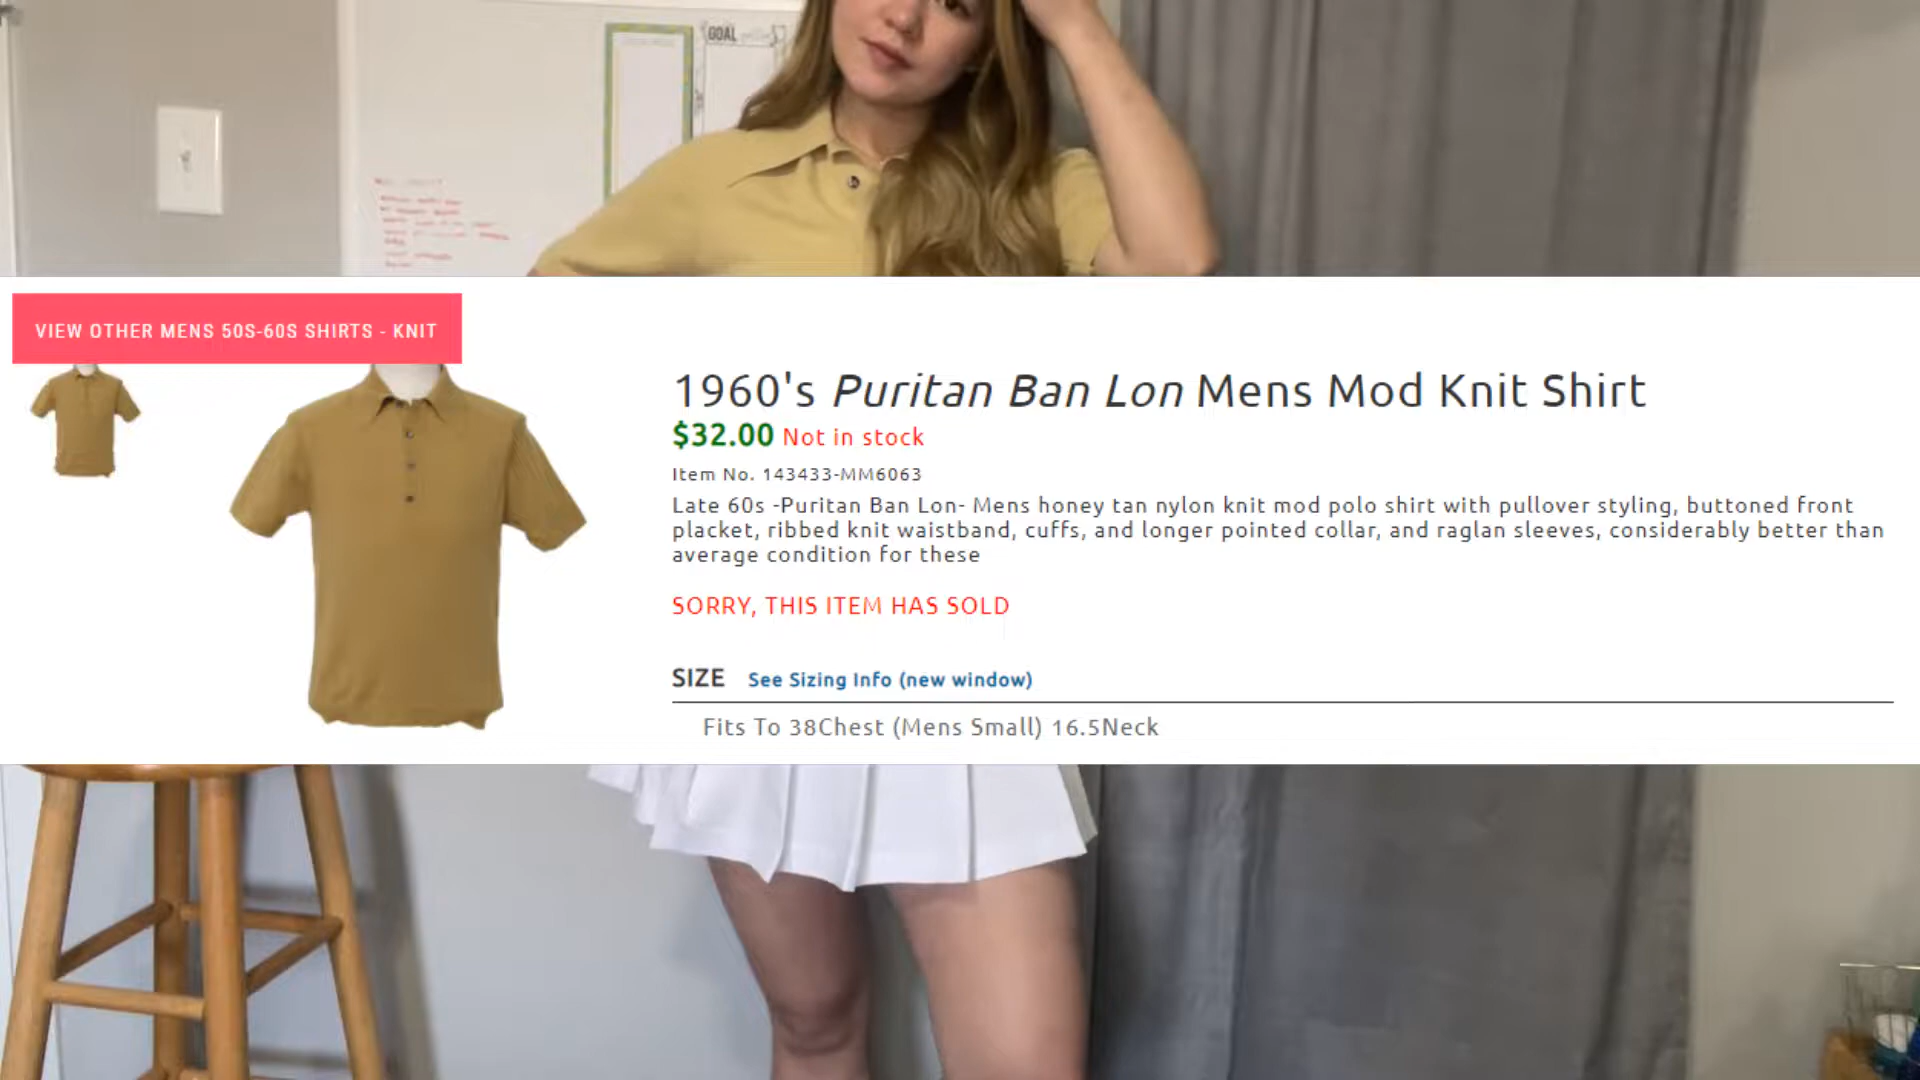 GOAL
VIEW OTHER MENS 50S-60S SHIRTS - KNIT
1960's Puritan Ban Lon Mens Mod Knit Shirt
$32.00 Not in stock
Item No. 143433-MM6063
Late 60s -Puritan Ban Lon- Mens honey tan nylon knit mod polo shirt with pullover styling, buttoned front
placket, ribbed knit waistband, cuffs, and longer pointed collar, and raglan sleeves, considerably better than
average condition for these
SORRY, THIS ITEM HAS SOLD
SIZE See Sizing Info (new window)
Fits To 38Chest (Mens Small) 16.5Neck